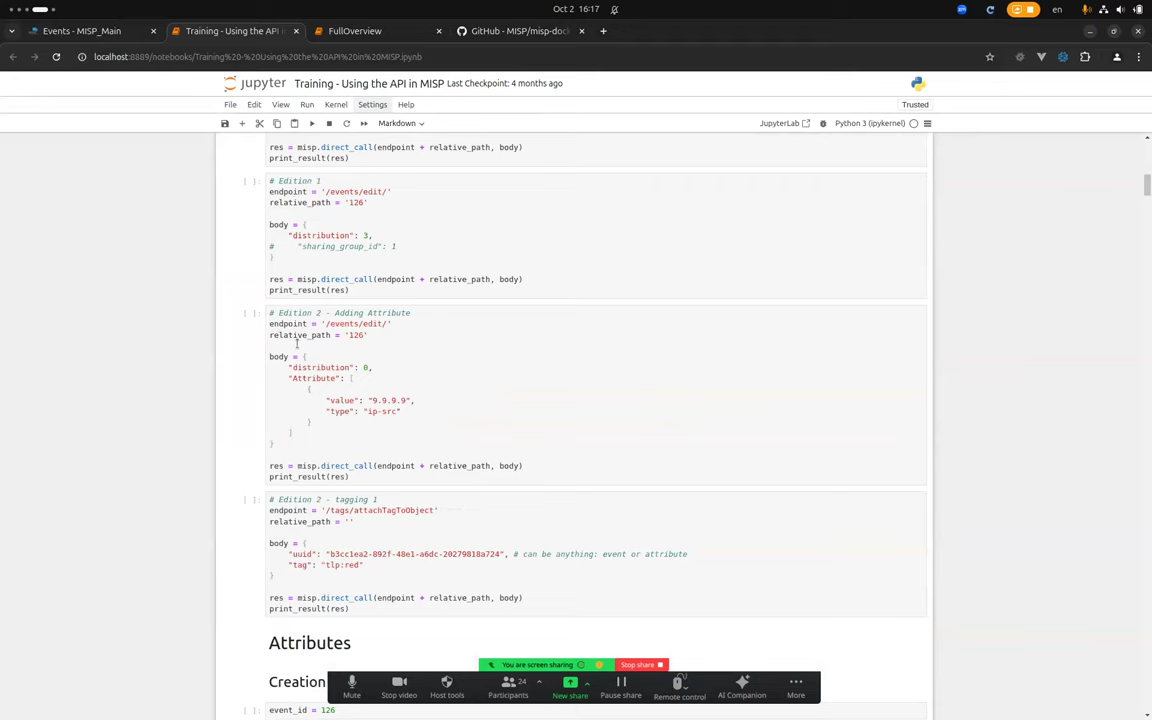 Oct 2 16:17
en
Events - MISP_Main
Training - Using the API i
FullOverview
GitHub - MISP/misp-dock
localhost:8889/notebooks/Training%20-%20Using%20the%20API%20in%20MISP.ipynb
jupyter Training - Using the API in MISP Last Checkpoint: 4 months ago
File Edit View Run Kernel Settings Help
Trusted
Markdown
JupyterLab
Python 3 (ipykernel)
res = misp.direct_call(endpoint + relative_path, body)
print_result(res)
[ ]: # Edition 1
endpoint = '/events/edit/'
relative_path = '126'
body = {
"distribution": 3,
# "sharing_group_id": 1
}
res = misp.direct_call(endpoint + relative_path, body)
print_result(res)
[ ]: # Edition 2 - Adding Attribute
endpoint = '/events/edit/'
relative_path = '126'
body = {
"distribution": 0,
"Attribute": [
{
"value": "9.9.9.9",
"type": "ip-src"
}
]
}
res = misp.direct_call(endpoint + relative_path, body)
print_result(res)
[ ]: # Edition 2 - tagging 1
endpoint = '/tags/attachTagToObject'
relative_path = ''
body = {
"uuid": "b3cc1ea2-892f-48e1-a6dc-20279818a724", # can be anything: event or attribute
"tag": "tlp:red"
}
res = misp.direct_call(endpoint + relative_path, body)
print_result(res)
Attributes
You are screen sharing
Stop share
Creation
24
Mute
Stop video
Host tools
Participants
New share
Pause share
Remote control
AI Companion
More
[ ]: event_id = 126